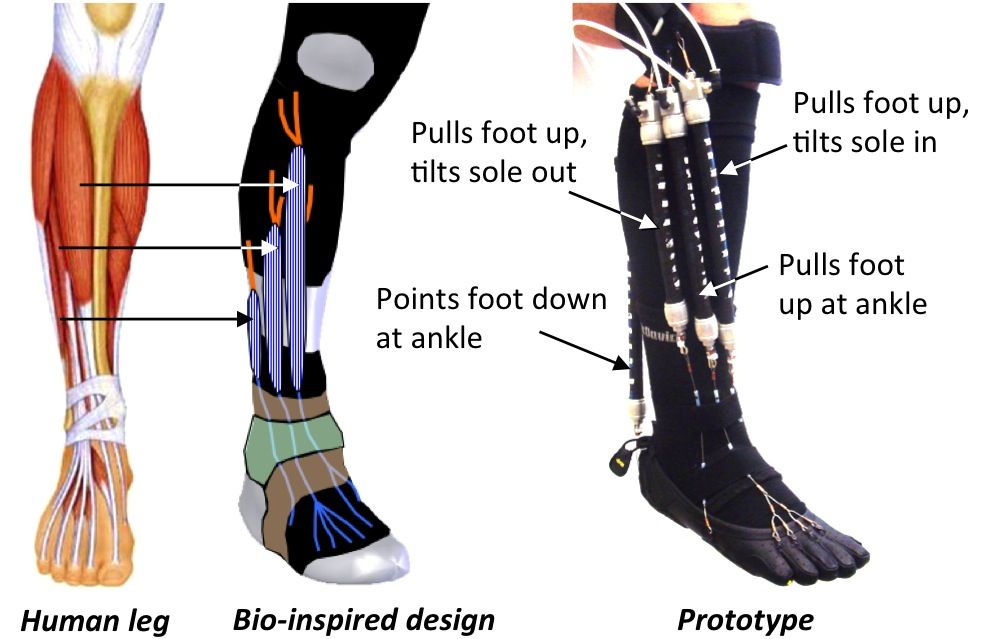 Pulls foot up,
tilts sole out
Pulls foot up,
tilts sole in
Points foot down
at ankle
Pulls foot
up at ankle
Human leg
Bio-inspired design
Prototype